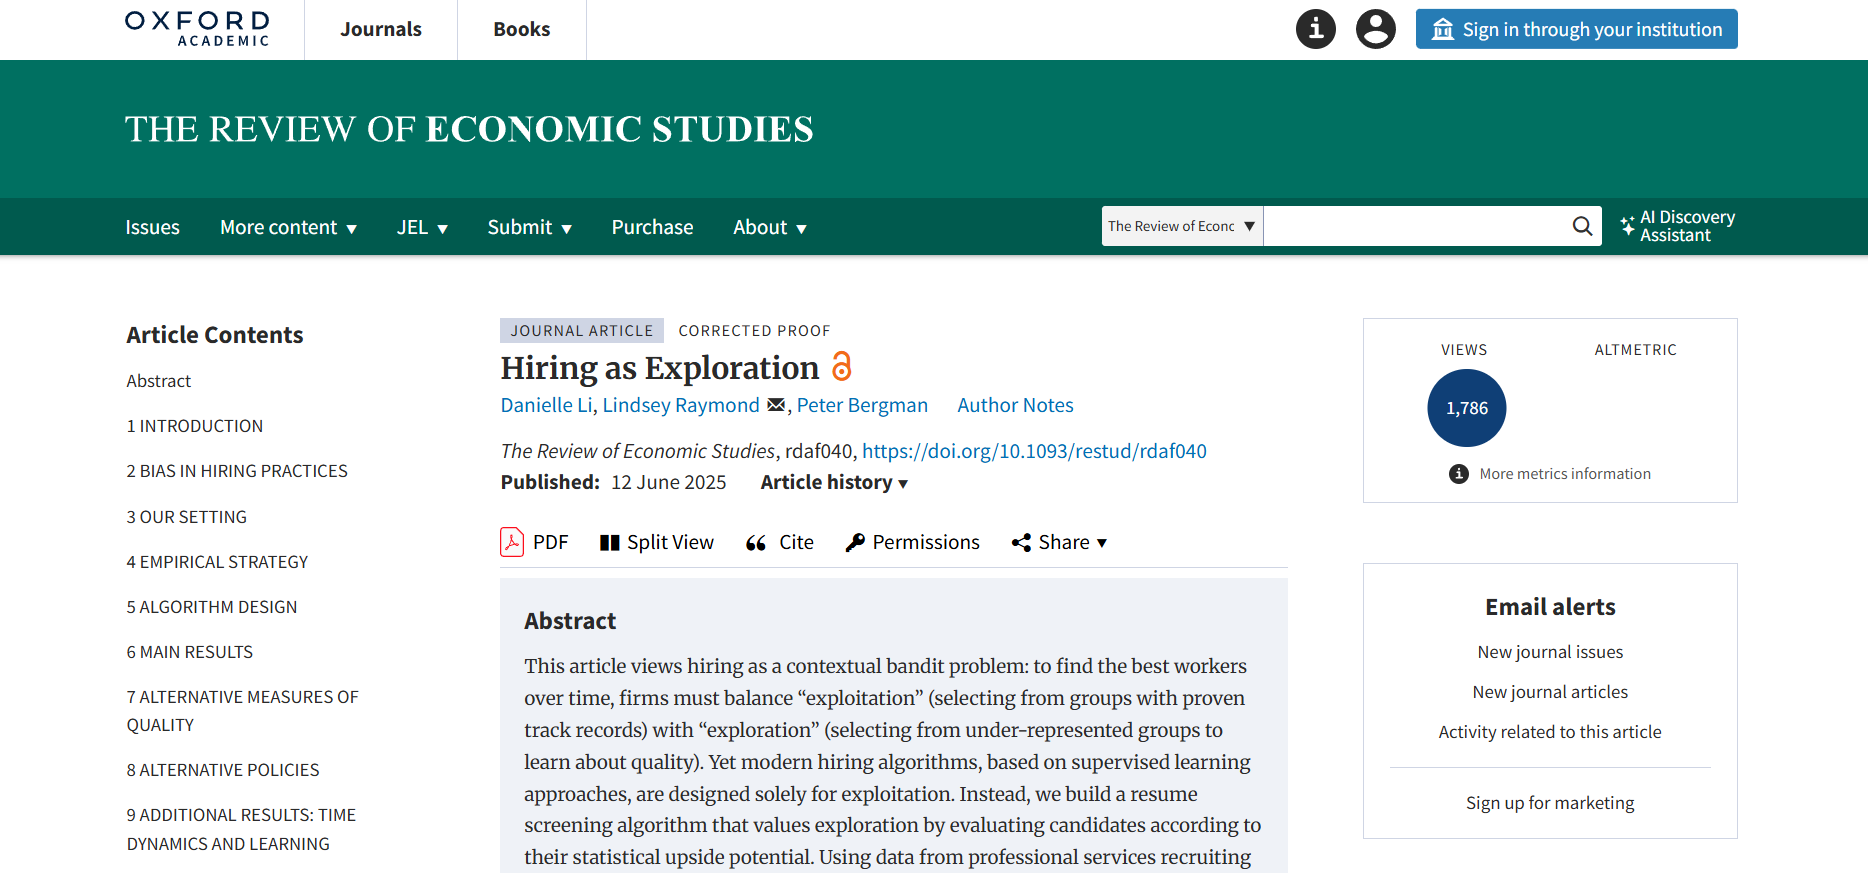 OXFORD
ACADEMIC
Journals
Books
Sign in through your institution
THE REVIEW OF ECONOMIC STUDIES
Issues
More content ▼
JEL ▼
Submit ▼
Purchase
About ▼
The Review of Econc ▼
AI Discovery
Assistant
Article Contents
Abstract
1 INTRODUCTION
2 BIAS IN HIRING PRACTICES
3 OUR SETTING
4 EMPIRICAL STRATEGY
5 ALGORITHM DESIGN
6 MAIN RESULTS
7 ALTERNATIVE MEASURES OF
QUALITY
8 ALTERNATIVE POLICIES
9 ADDITIONAL RESULTS: TIME
DYNAMICS AND LEARNING
JOURNAL ARTICLE CORRECTED PROOF
Hiring as Exploration
Danielle Li, Lindsey Raymond, Peter Bergman Author Notes
The Review of Economic Studies, rdaf040, https://doi.org/10.1093/restud/rdaf040
Published: 12 June 2025 Article history ▼
PDF
Split View
Cite
Permissions
Share ▼
Abstract
This article views hiring as a contextual bandit problem: to find the best workers
over time, firms must balance “exploitation” (selecting from groups with proven
track records) with “exploration” (selecting from under-represented groups to
learn about quality). Yet modern hiring algorithms, based on supervised learning
approaches, are designed solely for exploitation. Instead, we build a resume
screening algorithm that values exploration by evaluating candidates according to
their statistical upside potential. Using data from professional services recruiting
VIEWS
ALTMETRIC
1,786
More metrics information
Email alerts
New journal issues
New journal articles
Activity related to this article
Sign up for marketing